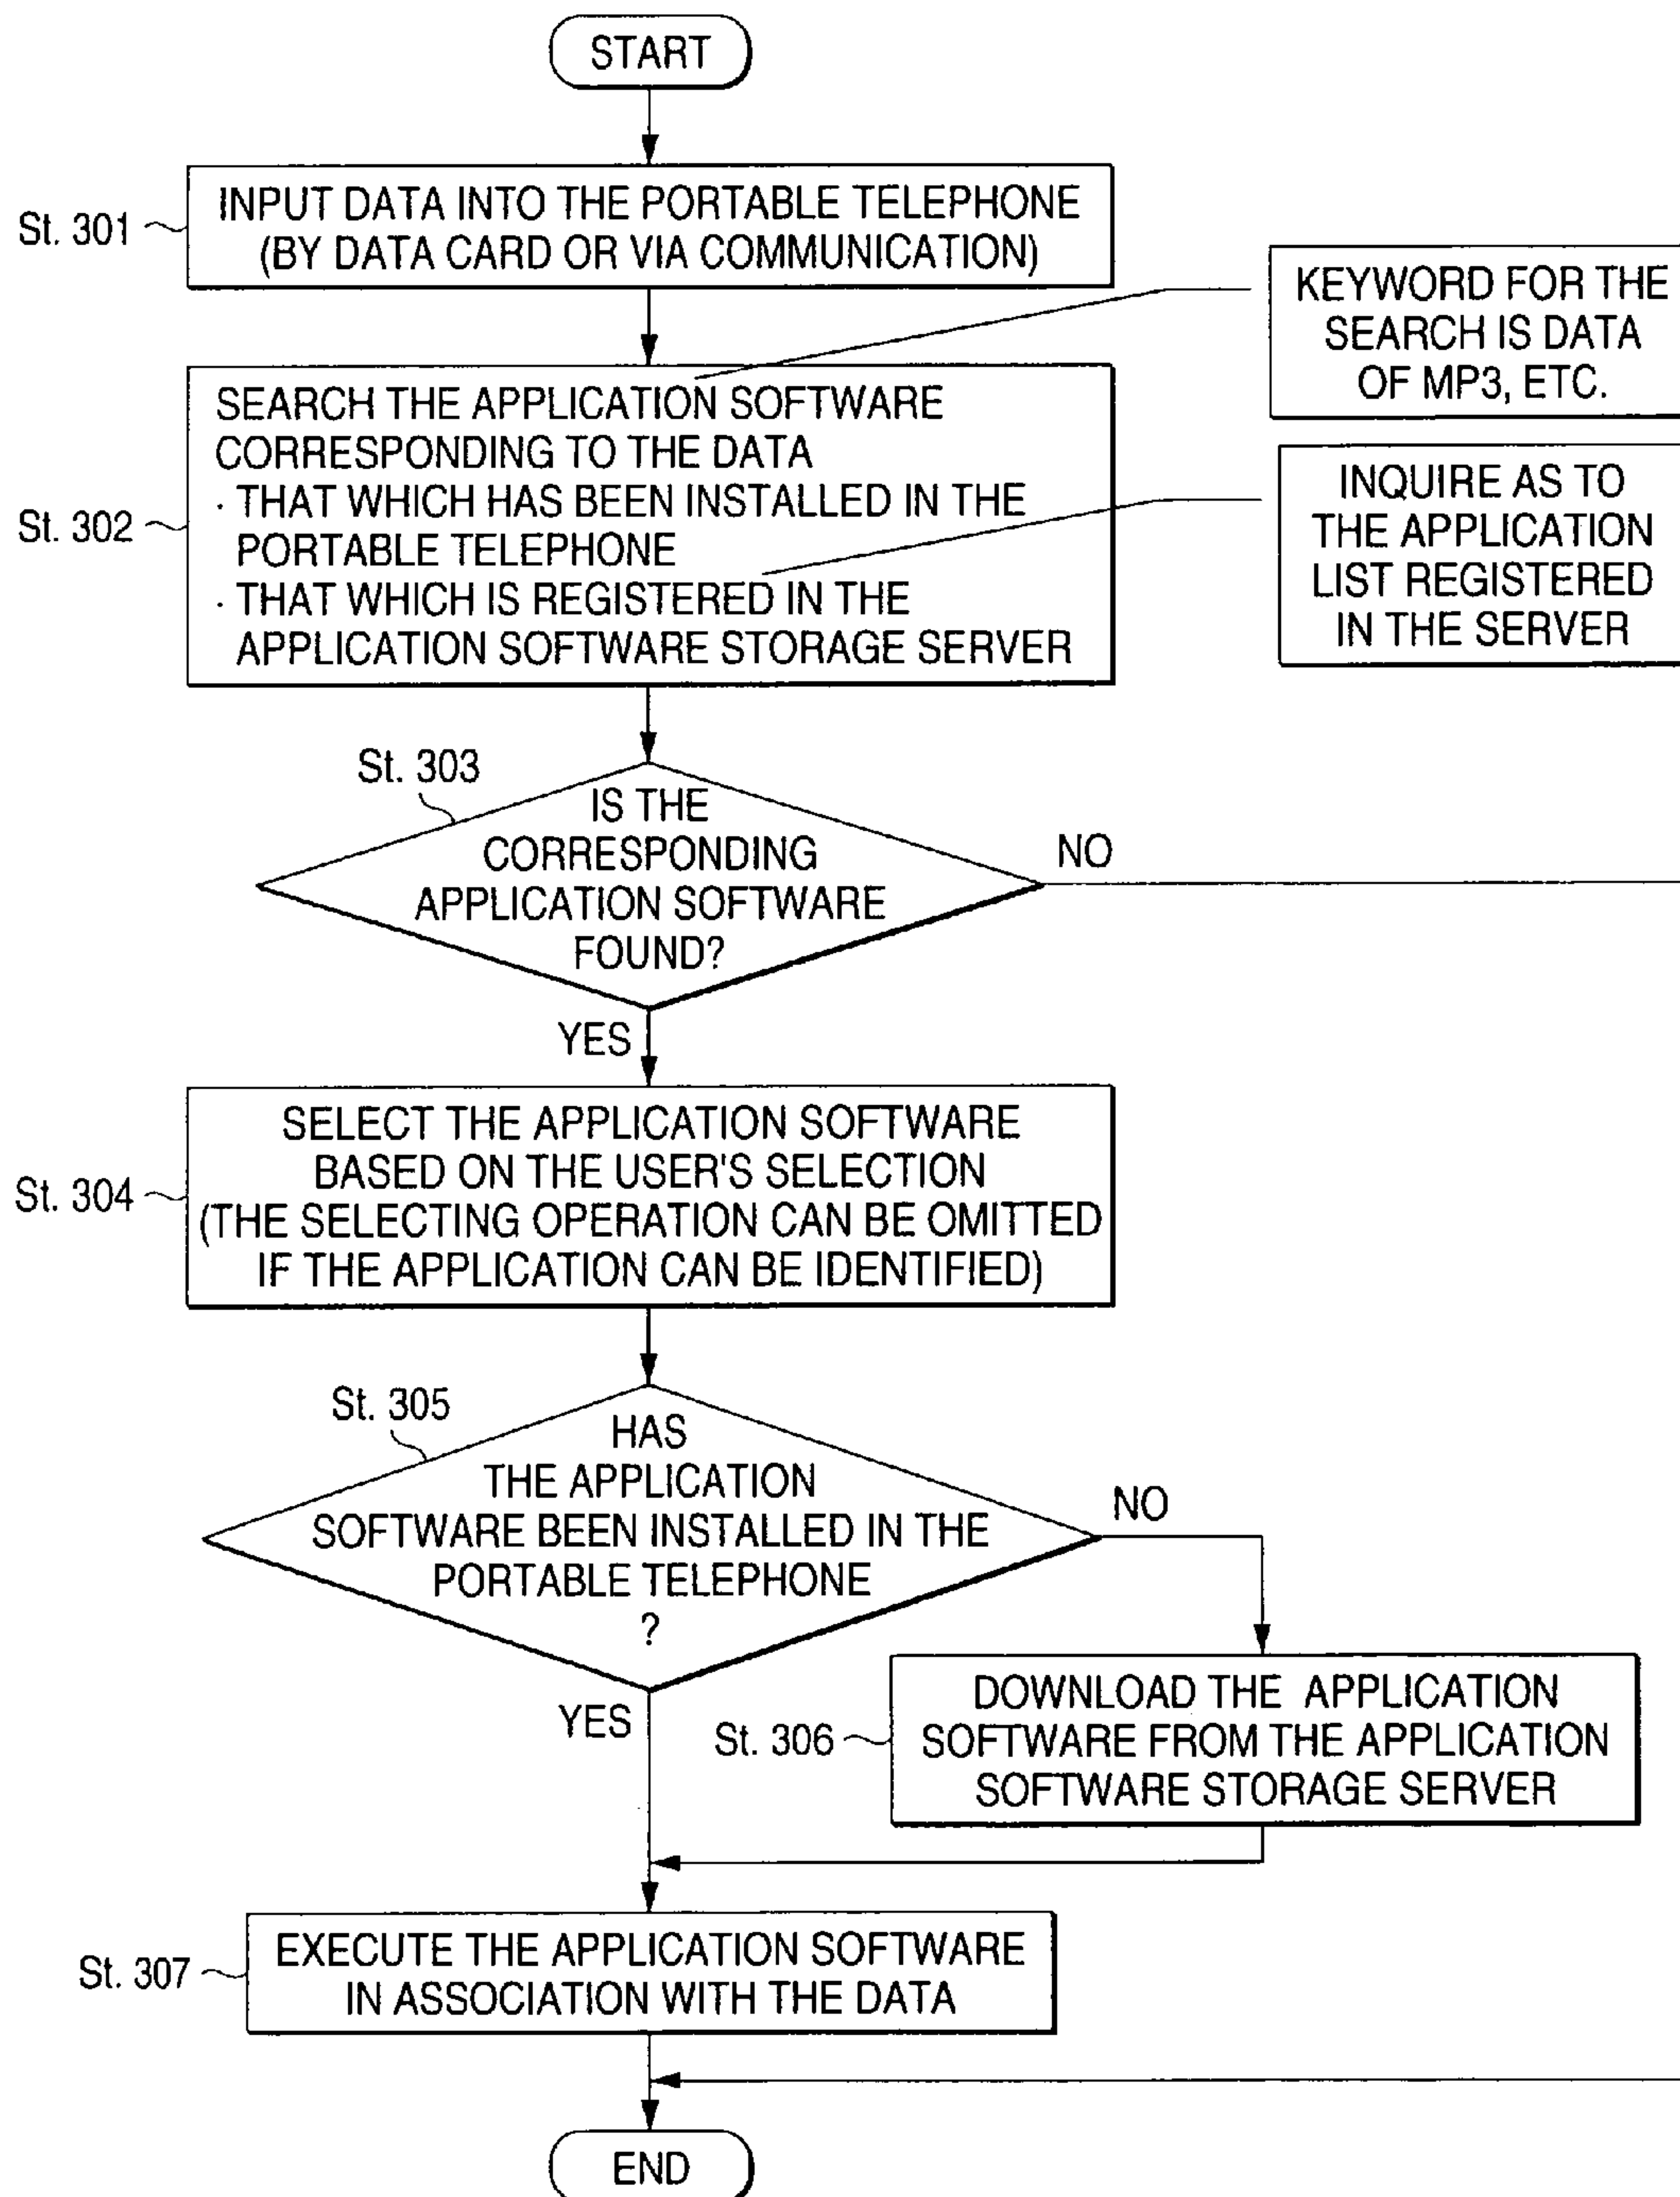 START
St. 301
INPUT DATA INTO THE PORTABLE TELEPHONE
(BY DATA CARD OR VIA COMMUNICATION)
KEYWORD FOR THE
SEARCH IS DATA
OF MP3, ETC.
St. 302
SEARCH THE APPLICATION SOFTWARE
CORRESPONDING TO THE DATA
· THAT WHICH HAS BEEN INSTALLED IN THE
PORTABLE TELEPHONE
· THAT WHICH IS REGISTERED IN THE
APPLICATION SOFTWARE STORAGE SERVER
INQUIRE AS TO
THE APPLICATION
LIST REGISTERED
IN THE SERVER
St. 303
IS THE
CORRESPONDING
APPLICATION SOFTWARE
FOUND?
NO
YES
St. 304
SELECT THE APPLICATION SOFTWARE
BASED ON THE USER'S SELECTION
(THE SELECTING OPERATION CAN BE OMITTED
IF THE APPLICATION CAN BE IDENTIFIED)
St. 305
HAS
THE APPLICATION
SOFTWARE BEEN INSTALLED IN THE
PORTABLE TELEPHONE
?
NO
YES
St. 306
DOWNLOAD THE APPLICATION
SOFTWARE FROM THE APPLICATION
SOFTWARE STORAGE SERVER
St. 307
EXECUTE THE APPLICATION SOFTWARE
IN ASSOCIATION WITH THE DATA
END